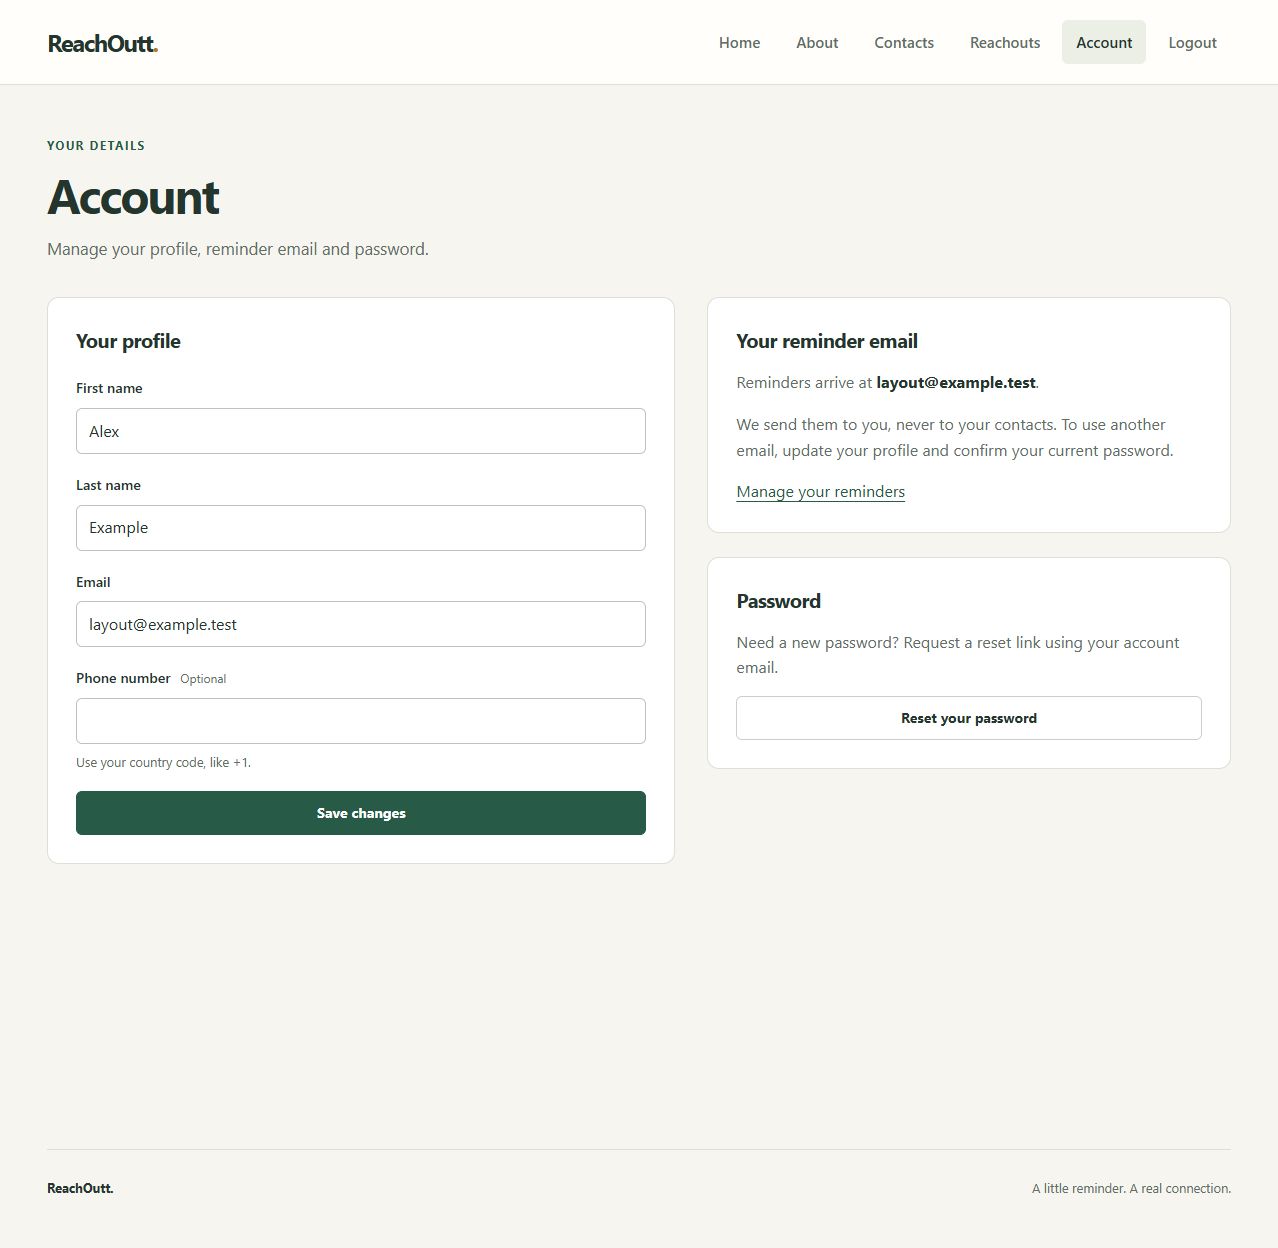 ReachOutt.
Home
About
Contacts
Reachouts
Account
Logout
YOUR DETAILS
Account
Manage your profile, reminder email and password.
Your profile
First name
Alex
Last name
Example
Email
layout@example.test
Phone number Optional
Use your country code, like +1.
Save changes
Your reminder email
Reminders arrive at layout@example.test.
We send them to you, never to your contacts. To use another
email, update your profile and confirm your current password.
Manage your reminders
Password
Need a new password? Request a reset link using your account
email.
Reset your password
ReachOutt.
A little reminder. A real connection.